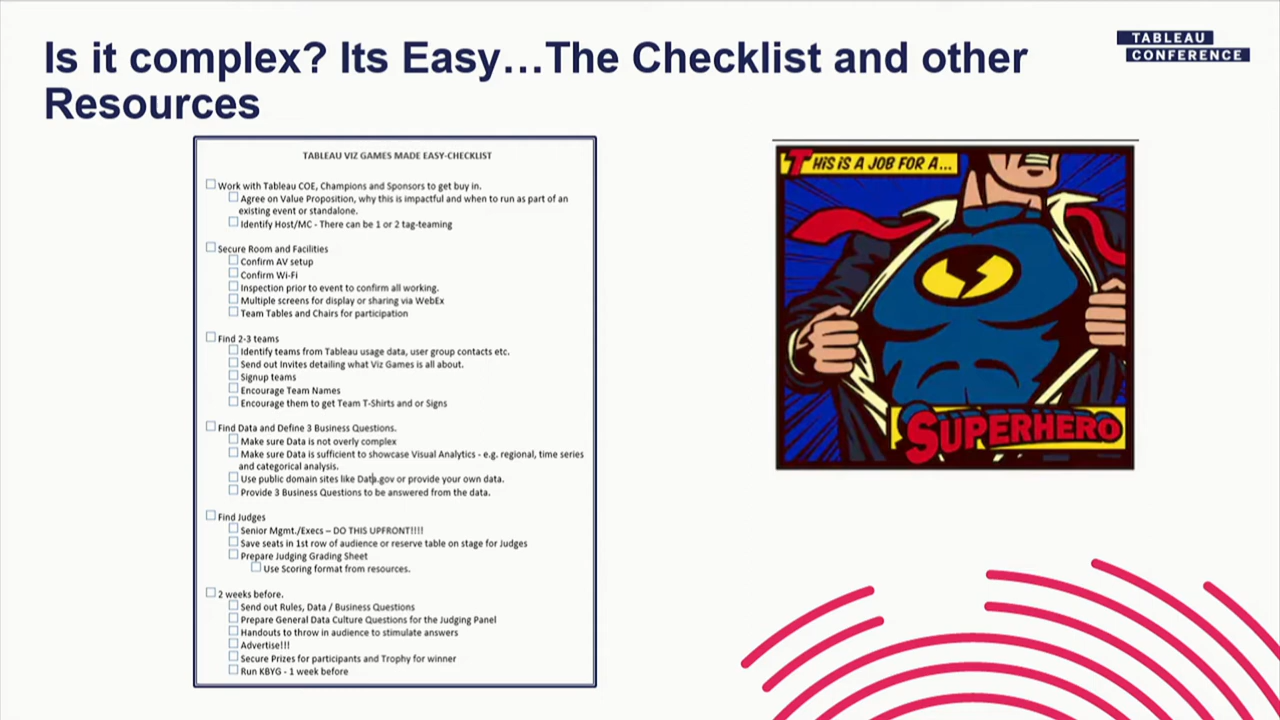 Is it complex? Its Easy…The Checklist and other
Resources
TABLEAU
CONFERENCE
TABLEAU VIZ GAMES MADE EASY-CHECKLIST
Work with Tableau COE, Champions and Sponsors to get buy in.
Agree on Value Proposition, why this is impactful and when to run as part of an
existing event or standalone.
Identify Host/MC - There can be 1 or 2 tag-teaming
Secure Room and Facilities
Confirm AV setup
Confirm Wi-Fi
Inspection prior to event to confirm all working.
Multiple screens for display or sharing via WebEx
Team Tables and Chairs for participation
Find 2-3 teams
Identify teams from Tableau usage data, user group contacts etc.
Send out Invites detailing what Viz Games is all about.
Signup teams
Encourage Team Names
Encourage them to get Team T-Shirts and or Signs
Find Data and Define 3 Business Questions.
Make sure Data is not overly complex
Make sure Data is sufficient to showcase Visual Analytics - e.g. regional, time series
and categorical analysis.
Use public domain sites like Data.gov or provide your own data.
Provide 3 Business Questions to be answered from the data.
Find Judges
Senior Mgmt./Execs – DO THIS UPFRONT!!!!
Save seats in 1st row of audience or reserve table on stage for Judges
Prepare Judging Grading Sheet
Use Scoring format from resources.
2 weeks before.
Send out Rules, Data / Business Questions
Prepare General Data Culture Questions for the Judging Panel
Handouts to throw in audience to stimulate answers
Advertise!!!
Secure Prizes for participants and Trophy for winner
Run KBYG - 1 week before
THIS IS A JOB FOR A...
SUPERHERO